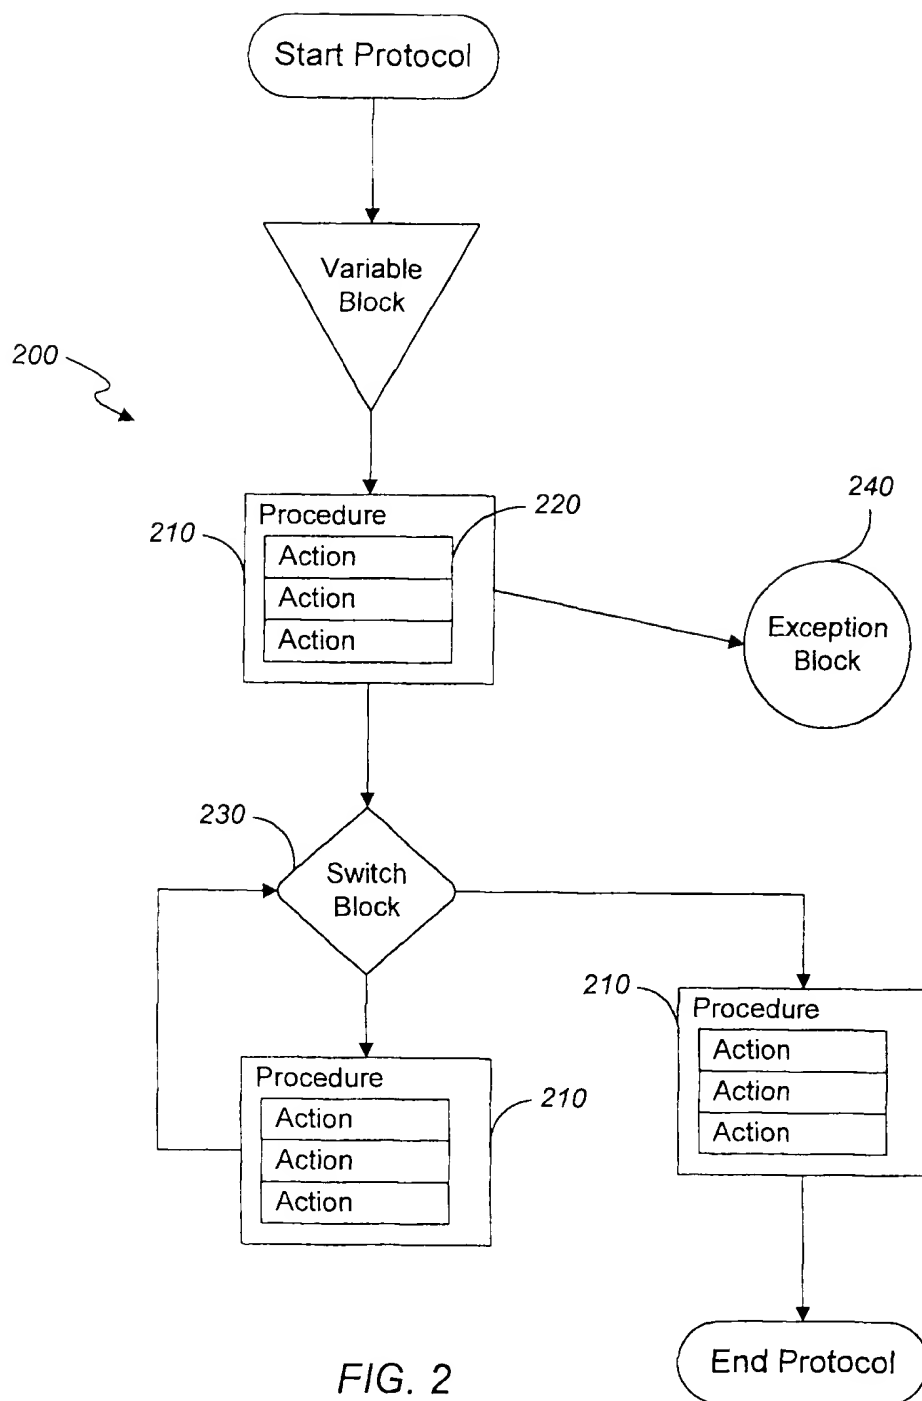 Start Protocol
Variable
Block
200
210
Procedure
220
Action
Action
Action
240
Exception
Block
230
Switch
Block
210
Procedure
Action
Action
Action
210
Procedure
Action
Action
Action
End Protocol
FIG. 2